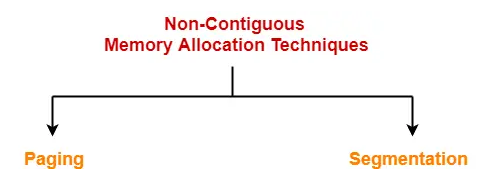 Non-Contiguous
Memory Allocation Techniques
Paging
Segmentation